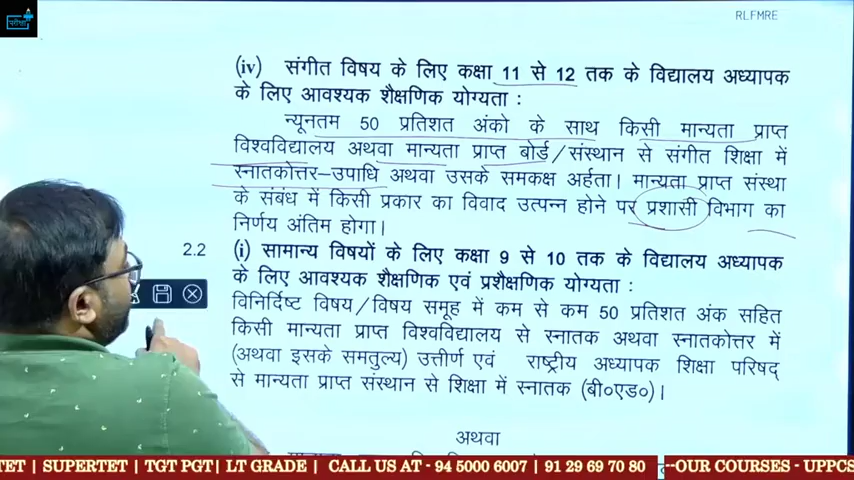 परीक्षा
RLFMRE
(iv) संगीत विषय के लिए कक्षा 11 से 12 तक के विद्यालय अध्यापक
के लिए आवश्यक शैक्षणिक योग्यता :
न्यूनतम 50 प्रतिशत अंको के साथ किसी मान्यता प्राप्त
विश्वविद्यालय अथवा मान्यता प्राप्त बोर्ड/संस्थान से संगीत शिक्षा में
स्नातकोत्तर-उपाधि अथवा उसके समकक्ष अर्हता। मान्यता प्राप्त संस्था
के संबंध में किसी प्रकार का विवाद उत्पन्न होने पर प्रशासी विभाग का
निर्णय अंतिम होगा।
2.2 (i) सामान्य विषयों के लिए कक्षा 9 से 10 तक के विद्यालय अध्यापक
के लिए आवश्यक शैक्षणिक एवं प्रशैक्षणिक योग्यता :
विनिर्दिष्ट विषय/विषय समूह में कम से कम 50 प्रतिशत अंक सहित
किसी मान्यता प्राप्त विश्वविद्यालय से स्नातक अथवा स्नातकोत्तर में
(अथवा इसके समतुल्य) उत्तीर्ण एवं राष्ट्रीय अध्यापक शिक्षा परिषद्
से मान्यता प्राप्त संस्थान से शिक्षा में स्नातक (बी०एड०)।
अथवा
TET | SUPERTET | TGT PGT| LT GRADE | CALL US AT - 94 5000 6007 | 91 29 69 70 80 --OUR COURSES - UPPCS